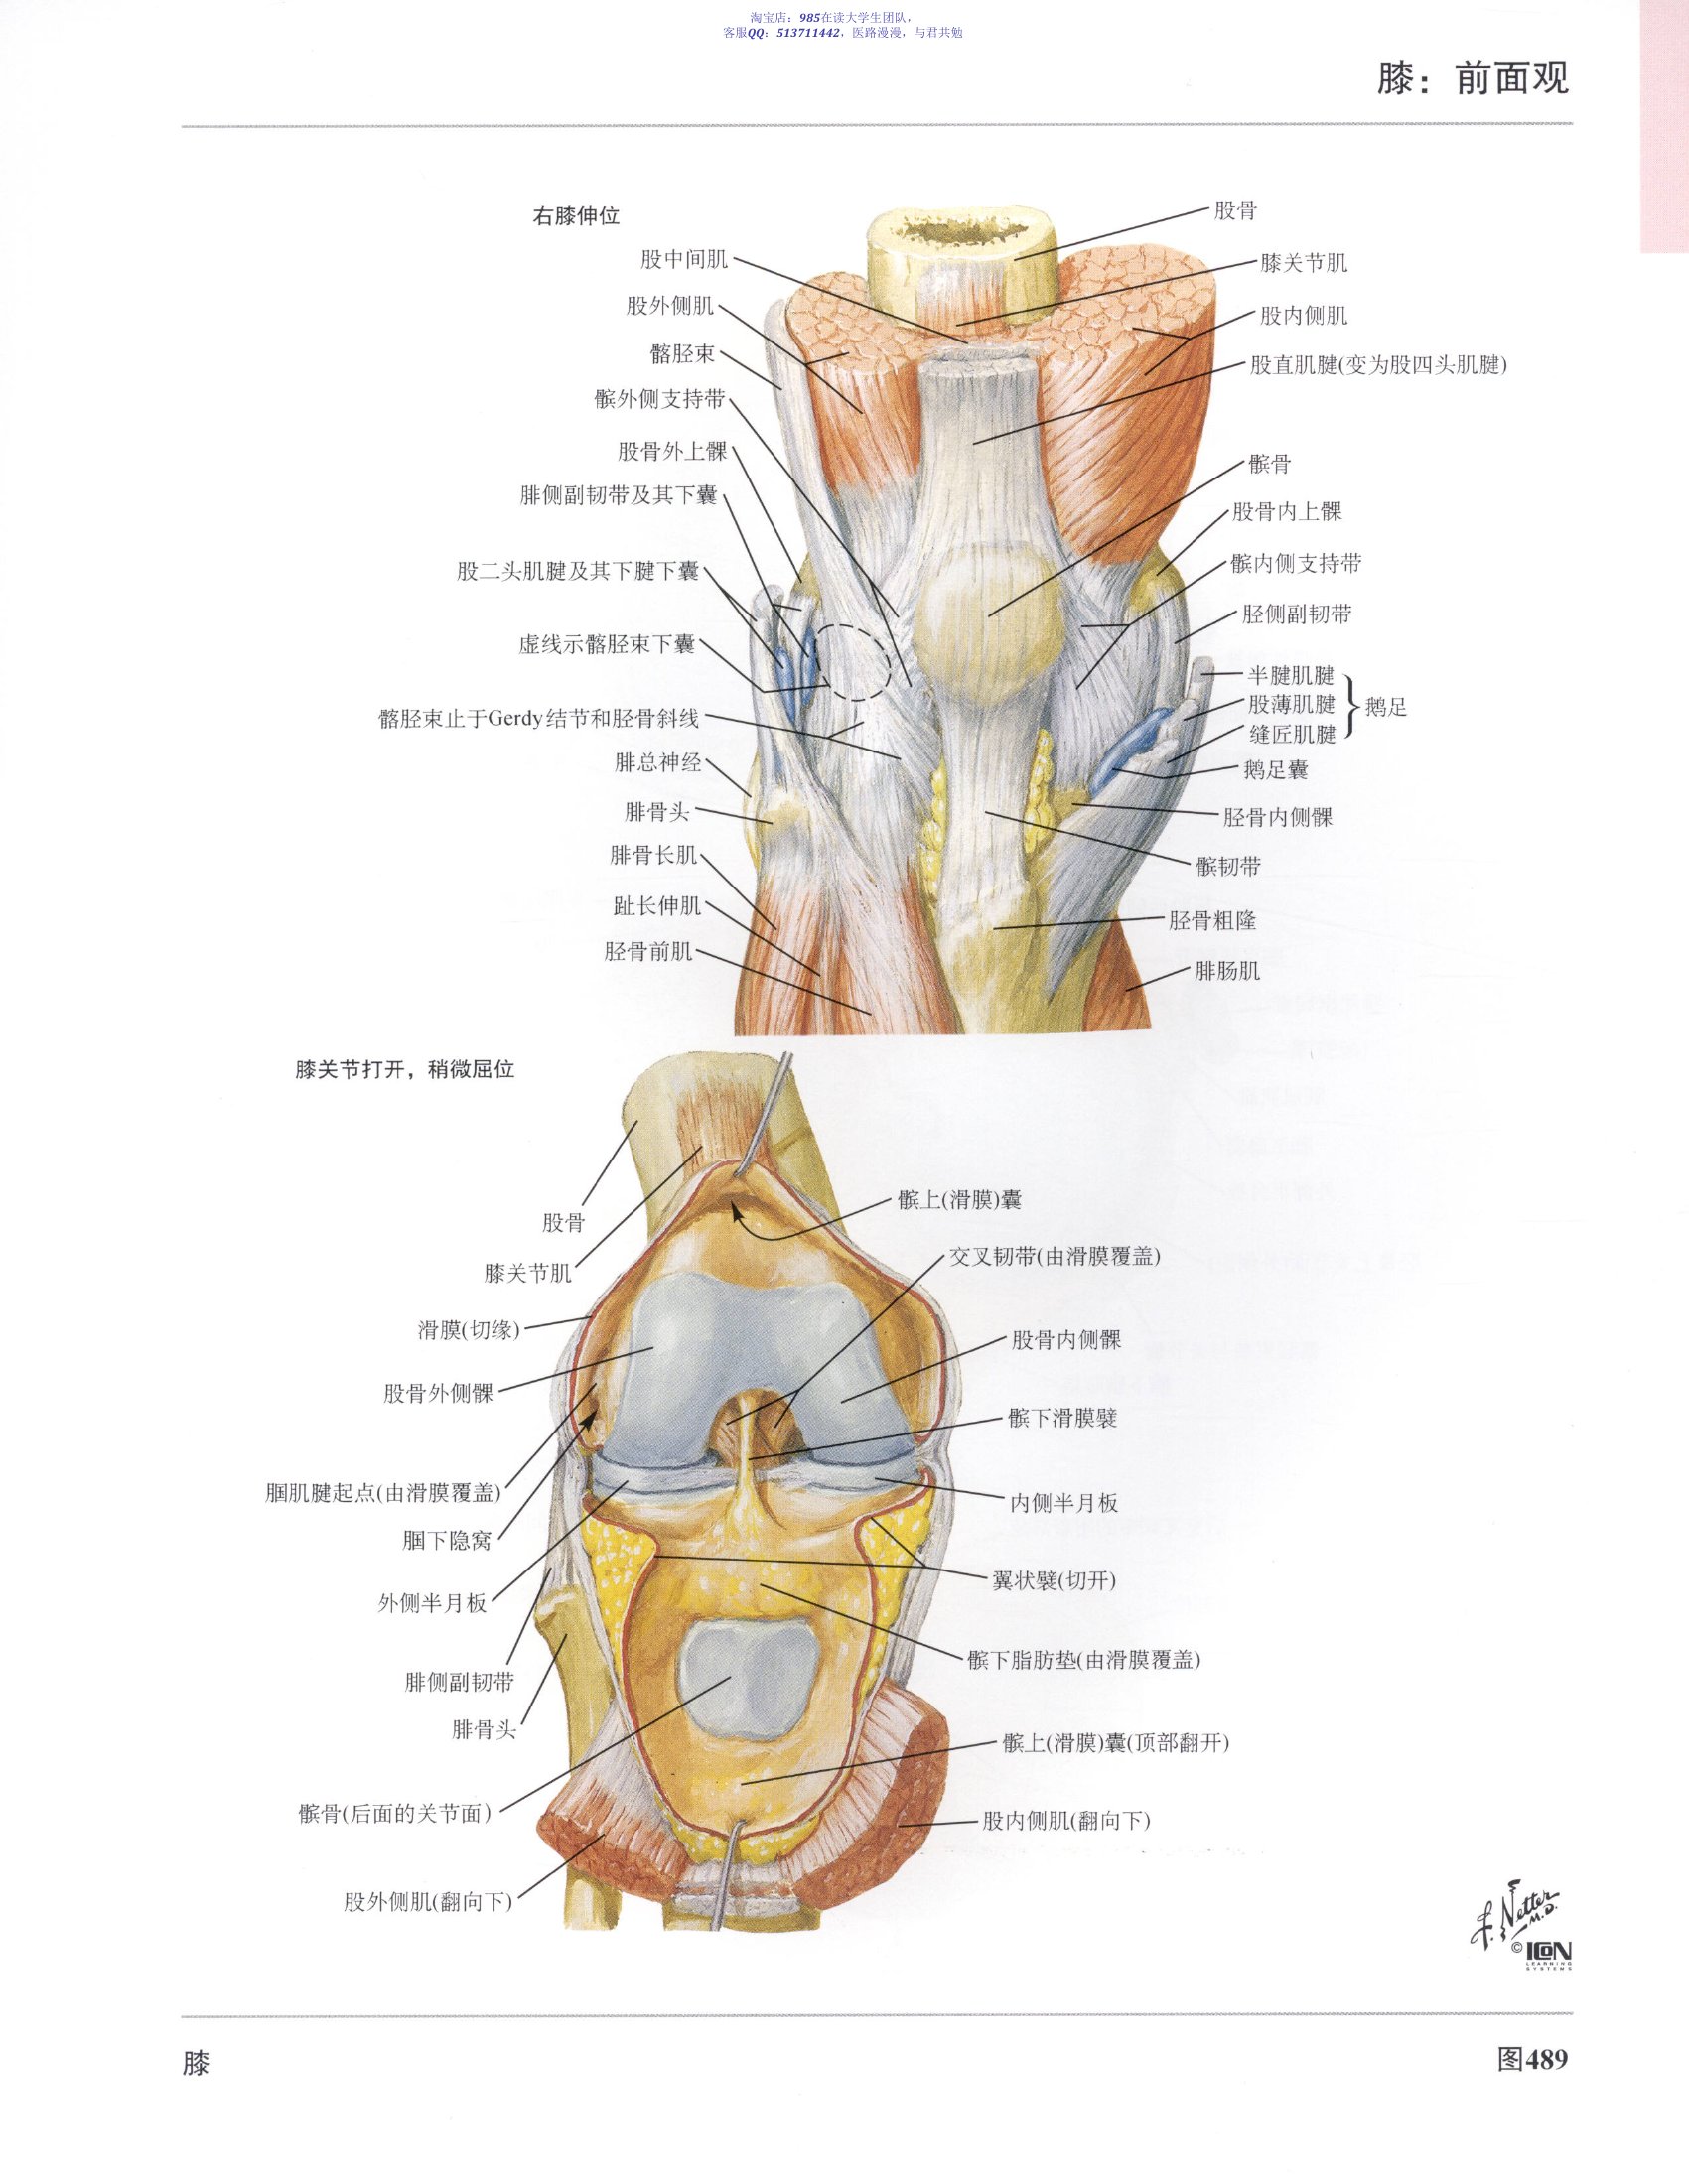 淘宝店：985在读大学生团队，
客服QQ：513711442，医路漫漫，与君共勉
膝：前面观
右膝伸位
股中间肌
股外侧肌
髂胫束
髌外侧支持带
股骨外上髁
腓侧副韧带及其下囊
股二头肌腱及其下腱下囊
虚线示髂胫束下囊
髂胫束止于Gerdy结节和胫骨斜线
腓总神经
腓骨头
腓骨长肌
趾长伸肌
胫骨前肌
股骨
膝关节肌
股内侧肌
股直肌腱(变为股四头肌腱)
髌骨
股骨内上髁
髌内侧支持带
胫侧副韧带
半腱肌腱
股薄肌腱
缝匠肌腱
鹅足
鹅足囊
胫骨内侧髁
髌韧带
胫骨粗隆
腓肠肌
膝关节打开，稍微屈位
股骨
膝关节肌
滑膜(切缘)
股骨外侧髁
腘肌腱起点(由滑膜覆盖)
腘下隐窝
外侧半月板
腓侧副韧带
腓骨头
髌骨(后面的关节面)
股外侧肌(翻向下)
髌上(滑膜)囊
交叉韧带(由滑膜覆盖)
股骨内侧髁
髌下滑膜襞
内侧半月板
翼状襞(切开)
髌下脂肪垫(由滑膜覆盖)
髌上(滑膜)囊(顶部翻开)
股内侧肌(翻向下)
F. Netter
M.D.
© ICON
LEARNING
SYSTEMS
膝
图489